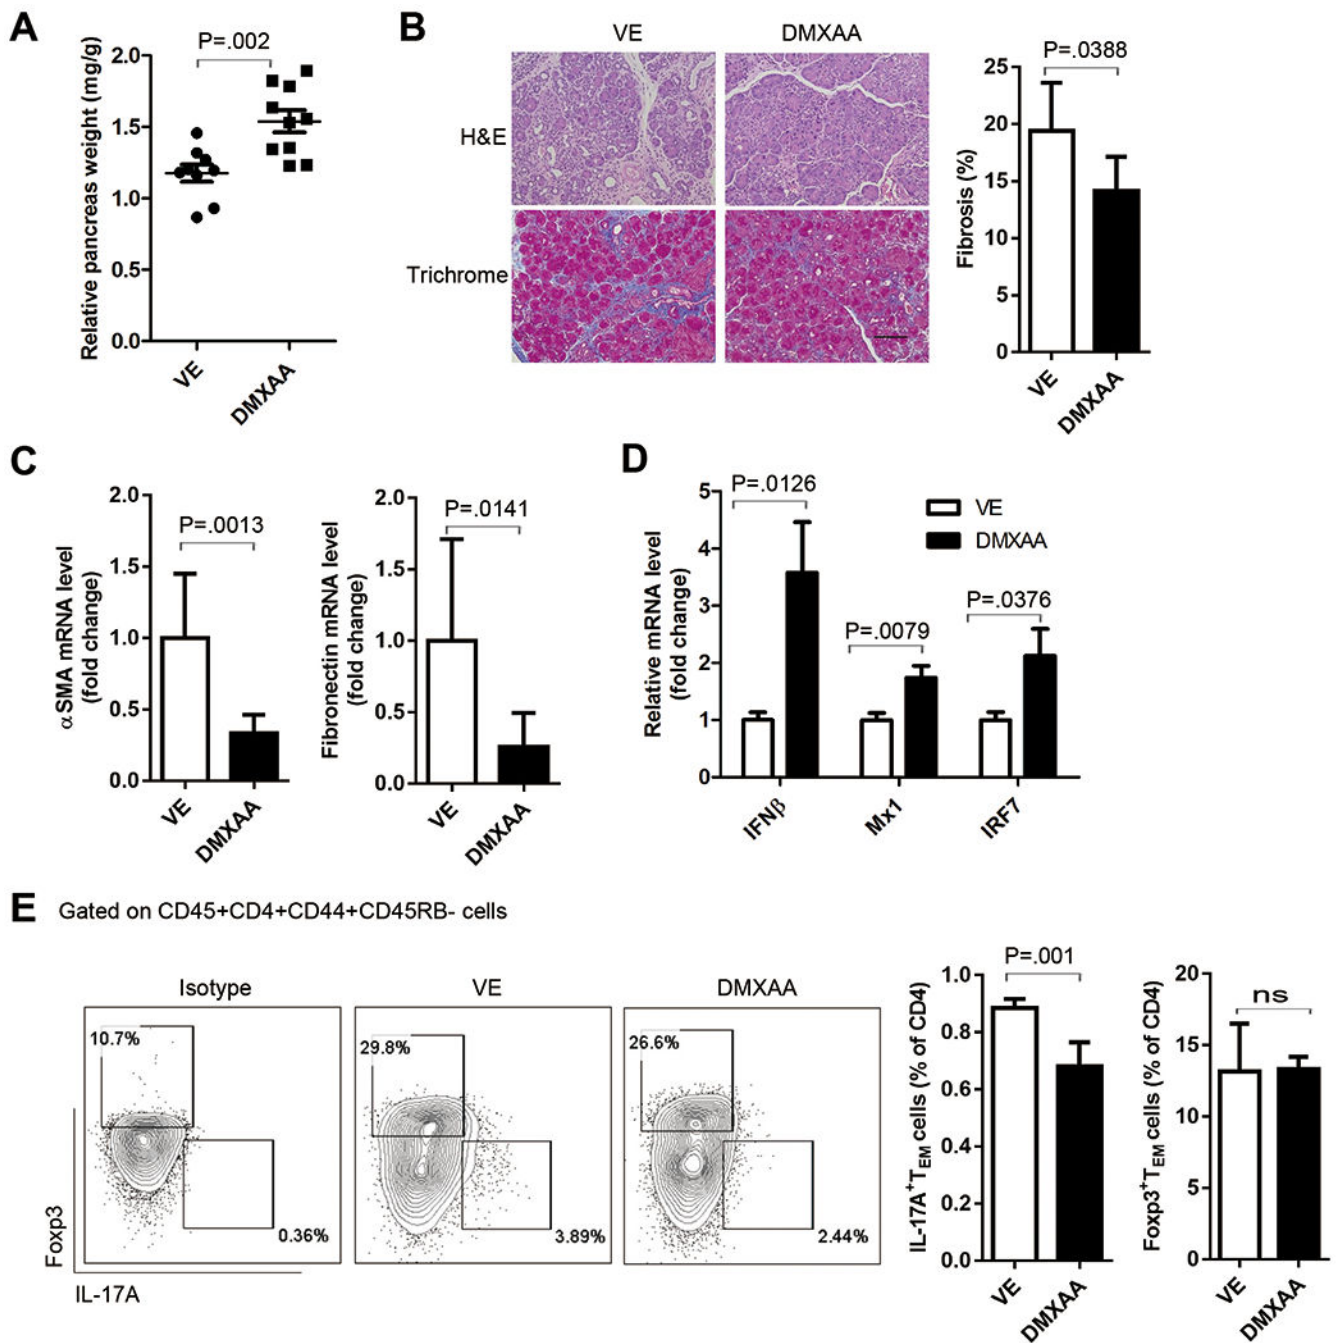 A
Relative pancreas weight (mg/g)
P=.002
2.0
1.5
1.0
0.5
0.0
VE
DMXAA
B
VE
DMXAA
H&E
Trichrome
Fibrosis (%)
P=.0388
25
20
15
10
5
0
VE
DMXAA
C
αSMA mRNA level
(fold change)
P=.0013
2.0
1.5
1.0
0.5
0.0
VE
DMXAA
Fibronectin mRNA level
(fold change)
P=.0141
2.0
1.5
1.0
0.5
0.0
VE
DMXAA
D
Relative mRNA level
(fold change)
P=.0126
P=.0079
P=.0376
VE
DMXAA
5
4
3
2
1
0
IFNβ
Mx1
IRF7
E
Gated on CD45+CD4+CD44+CD45RB- cells
Isotype
VE
DMXAA
10.7%
29.8%
26.6%
0.36%
3.89%
2.44%
Foxp3
IL-17A
IL-17A+TEM cells (% of CD4)
P=.001
1.0
0.8
0.6
0.4
0.2
0.0
VE
DMXAA
Foxp3+TEM cells (% of CD4)
ns
20
15
10
5
0
VE
DMXAA